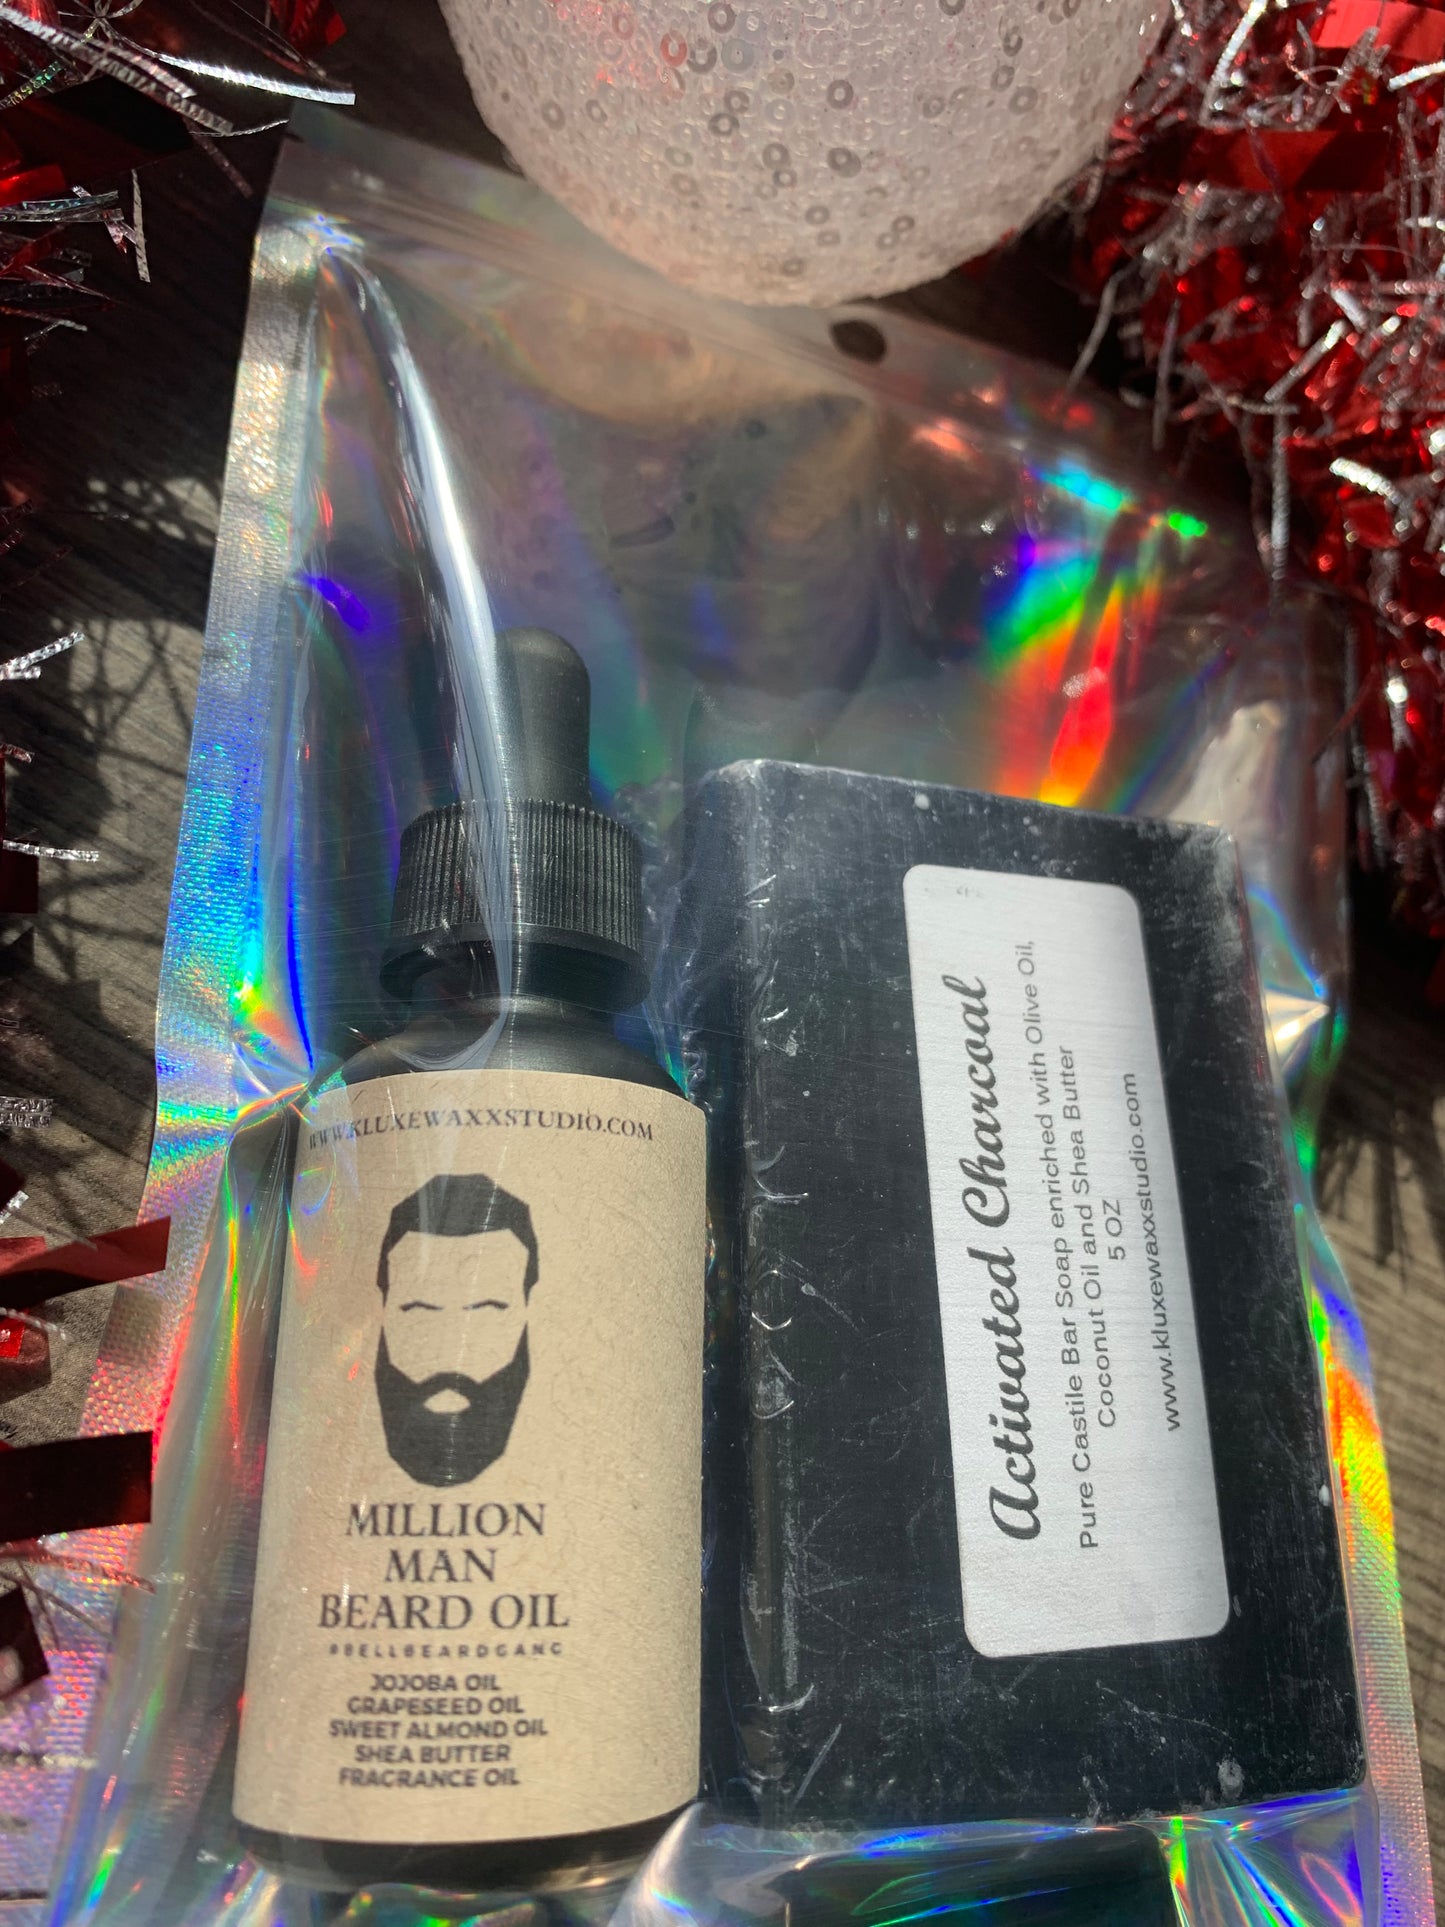 WWW.KLUXEWAXXSTUDIO.COM
MILLION
MAN
BEARD OIL
#BELLBEARDGANG
JOJOBA OIL
GRAPESEED OIL
SWEET ALMOND OIL
SHEA BUTTER
FRAGRANCE OIL
Activated Charcoal
Pure Castile Bar Soap enriched with Olive Oil,
Coconut Oil and Shea Butter
5 OZ
www.kluxewaxxstudio.com